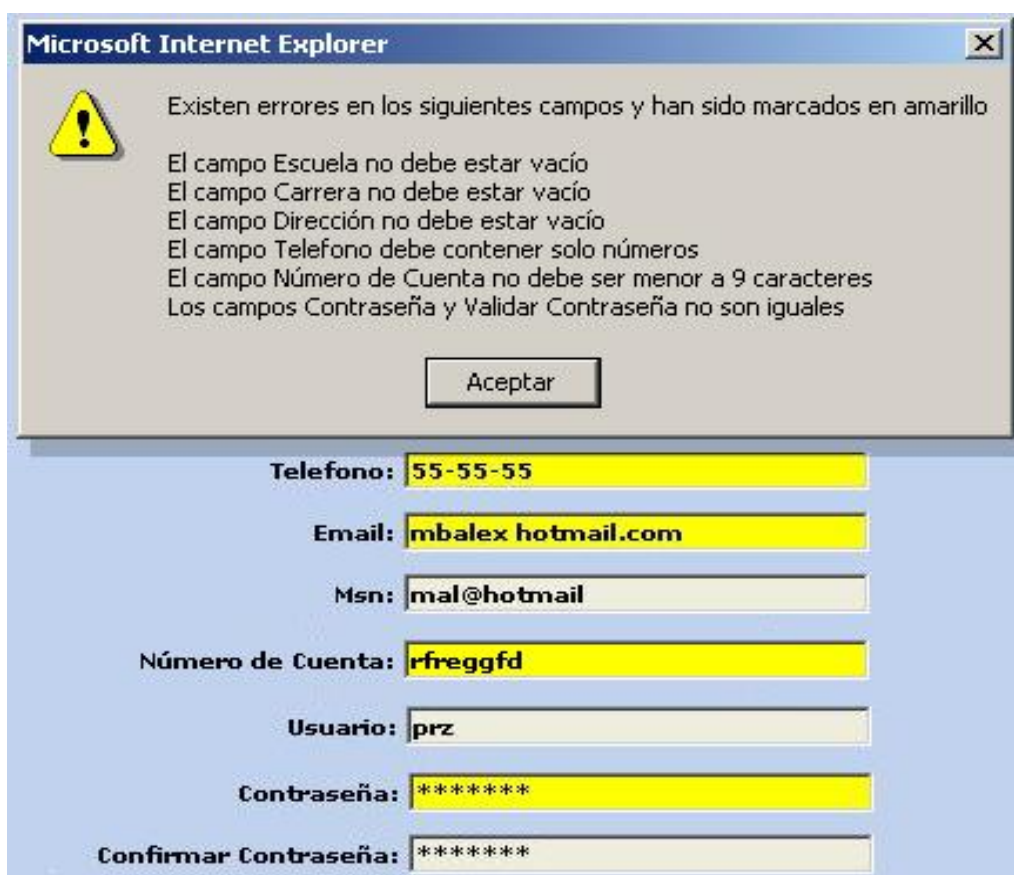 Microsoft Internet Explorer
Existen errores en los siguientes campos y han sido marcados en amarillo
El campo Escuela no debe estar vacío
El campo Carrera no debe estar vacío
El campo Dirección no debe estar vacío
El campo Telefono debe contener solo números
El campo Número de Cuenta no debe ser menor a 9 caracteres
Los campos Contraseña y Validar Contraseña no son iguales
Aceptar
Telefono: 55-55-55
Email: mbalex hotmail.com
Msn: mal@hotmail
Número de Cuenta: rfreggfd
Usuario: prz
Contraseña: *******
Confirmar Contraseña: *******